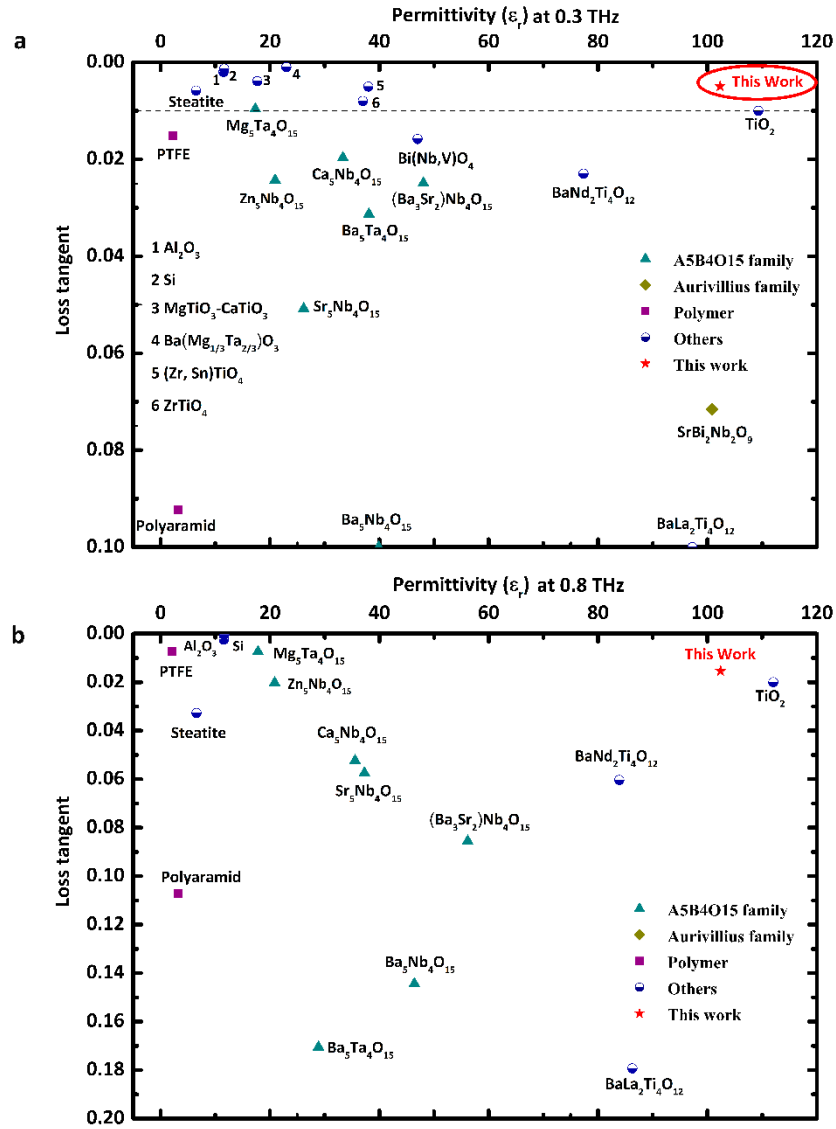 Permittivity (εr) at 0.3 THz
a
0 20 40 60 80 100 120
0.00
0.02
0.04
0.06
0.08
0.10
Loss tangent
1 2 3 4
5
6
This Work
Steatite
Mg5Ta4O15
TiO2
PTFE
Bi(Nb,V)O4
Ca5Nb4O15
Zn5Nb4O15
(Ba3Sr2)Nb4O15
BaNd2Ti4O12
Ba5Ta4O15
1 Al2O3
2 Si
3 MgTiO3-CaTiO3
4 Ba(Mg1/3Ta2/3)O3
5 (Zr, Sn)TiO4
6 ZrTiO4
Sr5Nb4O15
A5B4O15 family
Aurivillius family
Polymer
Others
This work
SrBi2Nb2O9
Polyaramid
Ba5Nb4O15
BaLa2Ti4O12
Permittivity (εr) at 0.8 THz
b
0 20 40 60 80 100 120
0.00
0.02
0.04
0.06
0.08
0.10
0.12
0.14
0.16
0.18
0.20
Loss tangent
Al2O3 Si
Mg5Ta4O15
This Work
PTFE
Zn5Nb4O15
TiO2
Steatite
Ca5Nb4O15
BaNd2Ti4O12
Sr5Nb4O15
(Ba3Sr2)Nb4O15
Polyaramid
A5B4O15 family
Aurivillius family
Polymer
Others
This work
Ba5Nb4O15
Ba5Ta4O15
BaLa2Ti4O12